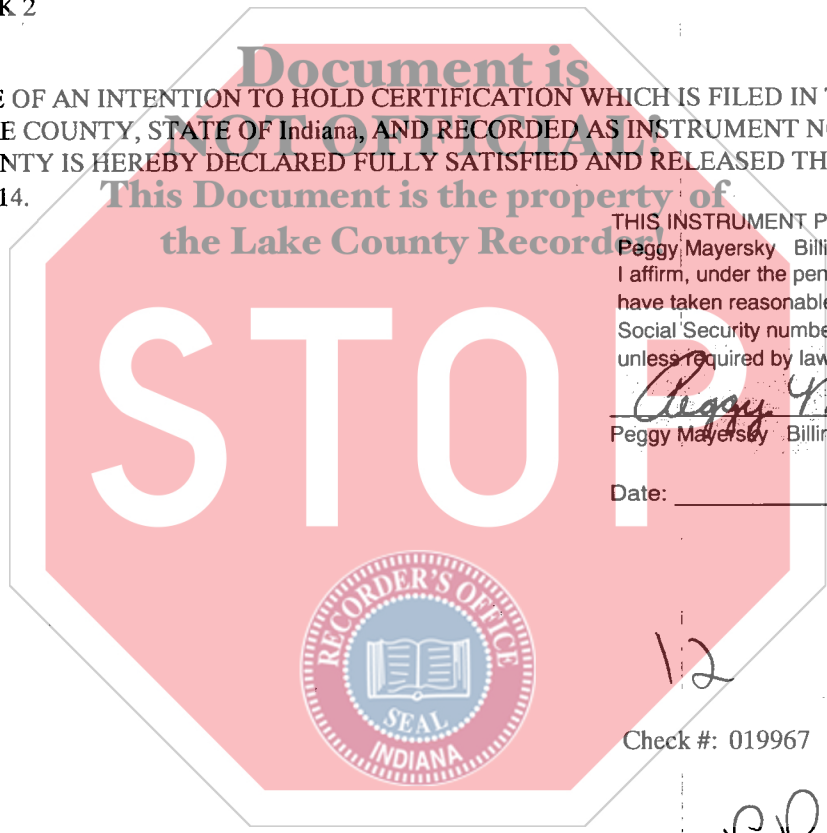 K 2
Document is
E OF AN INTENTION TO HOLD CERTIFICATION WHICH IS FILED IN
NOT OFFICIAL!
E COUNTY, STATE OF Indiana, AND RECORDED AS INSTRUMENT
NTY IS HEREBY DECLARED FULLY SATISFIED AND RELEASED TH
14.
This Document is the property of
the Lake County Recorder!
THIS INSTRUMENT P
Peggy Mayersky Billi
I affirm, under the pen
have taken reasonable
Social Security numbe
unless required by law
Peggy
Peggy Mayersky Billin
Date:
STOP
RECORDER'S OFFICE
SEAL
INDIANA
12
Check #: 019967